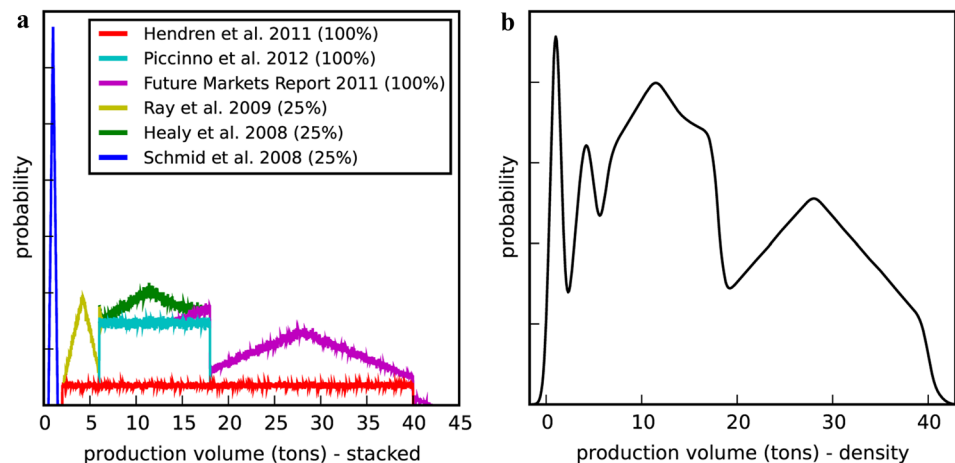 a
Hendren et al. 2011 (100%)
Piccinno et al. 2012 (100%)
Future Markets Report 2011 (100%)
Ray et al. 2009 (25%)
Healy et al. 2008 (25%)
Schmid et al. 2008 (25%)
probability
0 5 10 15 20 25 30 35 40 45
production volume (tons) - stacked
b
probability
0 10 20 30 40
production volume (tons) - density